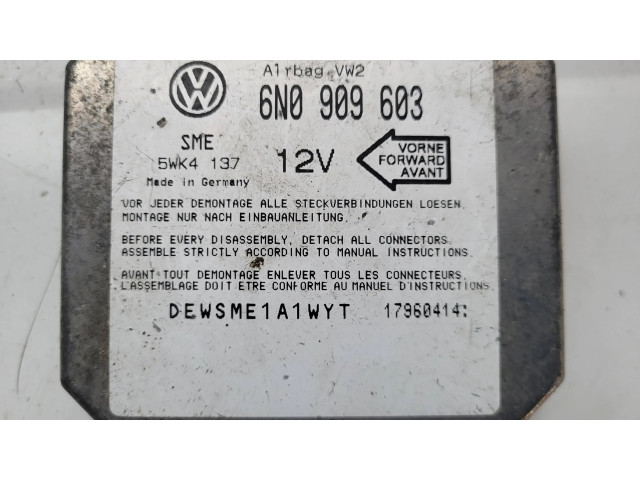 Airbag VW2
6N0 909 603
SME
5WK4 137
12V
VORNE
FORWARD
AVANT
Made in Germany
VOR JEDER DEMONTAGE ALLE STECKVERBINDUNGEN LOESEN.
MONTAGE NUR NACH EINBAUANLEITUNG.
BEFORE EVERY DISASSEMBLY, DETACH ALL CONNECTORS.
ASSEMBLE STRICTLY ACCORDING TO MANUAL INSTRUCTIONS.
AVANT TOUT DEMONTAGE ENLEVER TOUS LES CONNECTEURS.
L'ASSEMBLAGE DOIT ETRE CONFORME AU MANUEL D'INSTRUCTIONS
DEWSME1A1WYT 17960414: